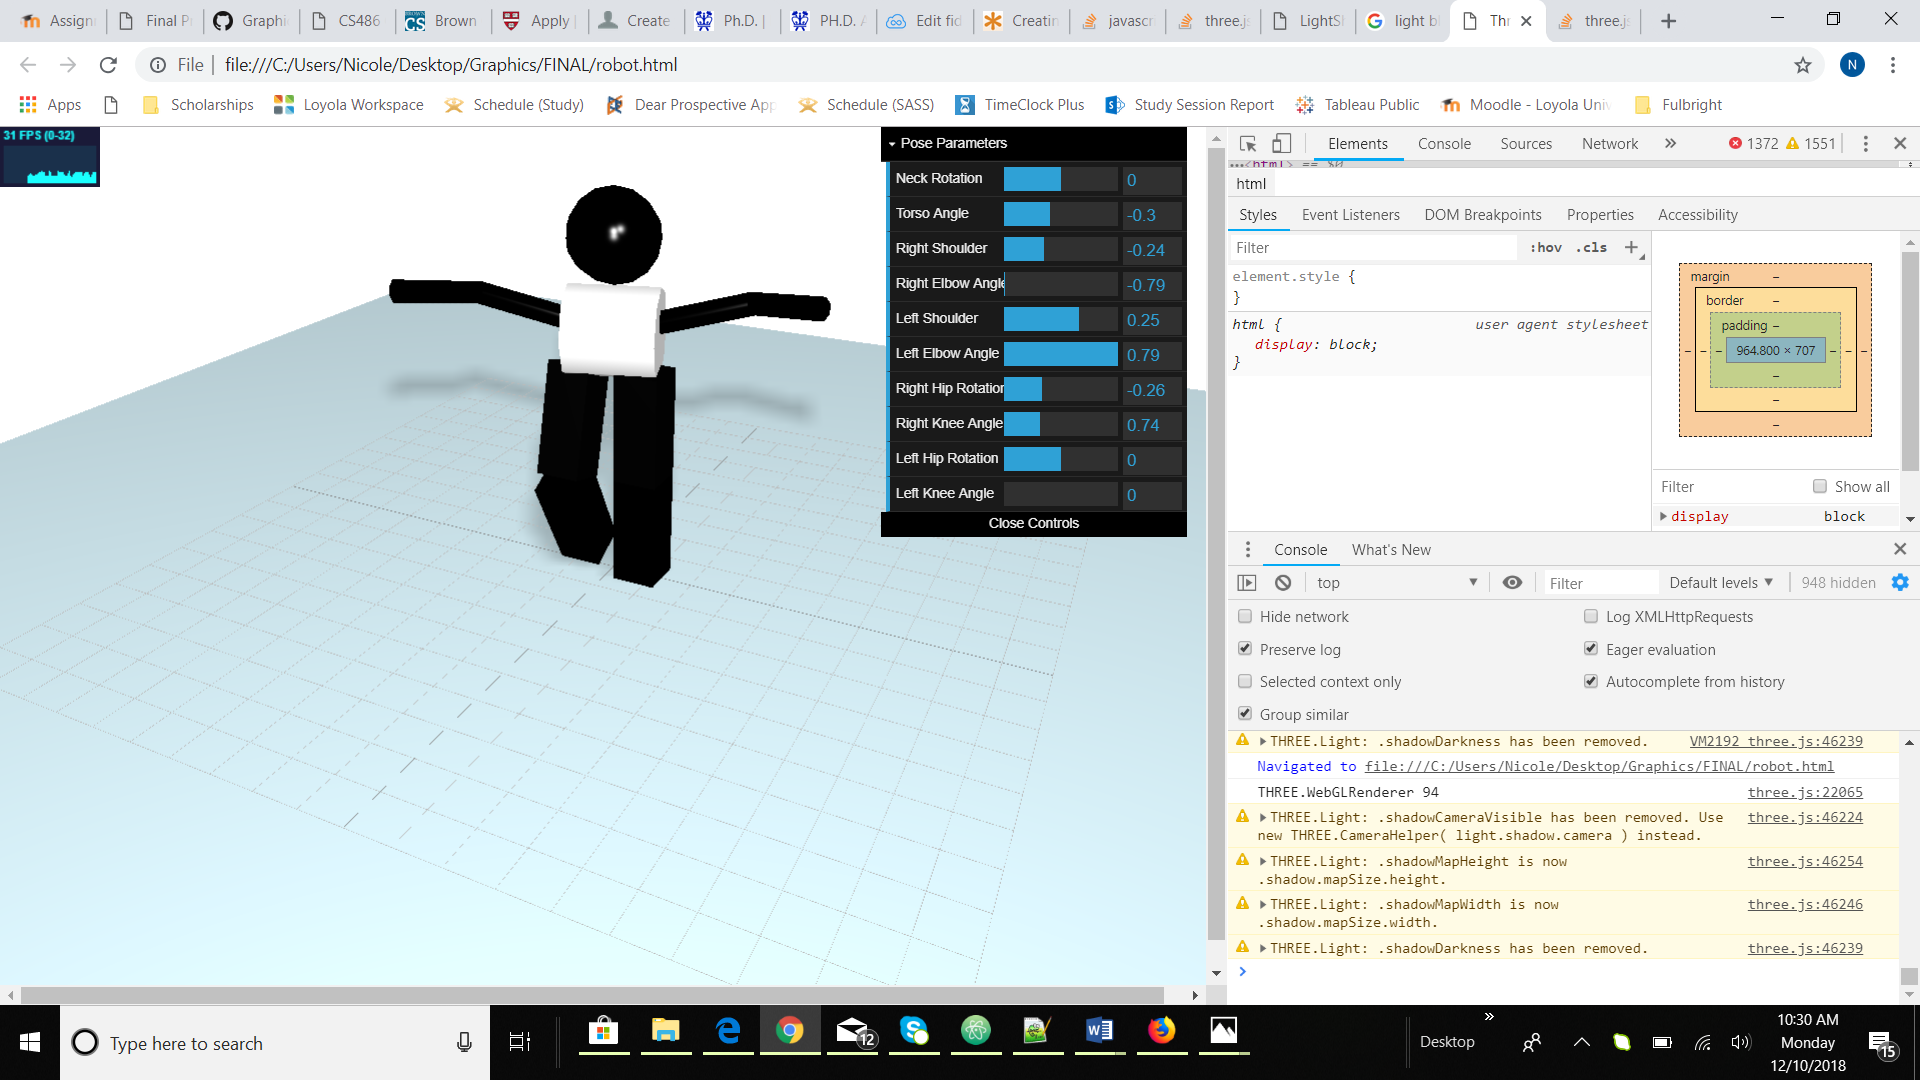 Assign
Final P
Graphi
CS486
Brown
Apply
Create
Ph.D. |
PH.D. A
Edit fid
Creatin
javascr
three.js
LightSh
light bl
Thr
three.js
File
file:///C:/Users/Nicole/Desktop/Graphics/FINAL/robot.html
N
Apps
Scholarships
Loyola Workspace
Schedule (Study)
Dear Prospective Ap
Schedule (SASS)
TimeClock Plus
Study Session Report
Tableau Public
Moodle - Loyola Univ
Fulbright
31 FPS (0-32)
Pose Parameters
Neck Rotation 0
Torso Angle -0.3
Right Shoulder -0.24
Right Elbow Angle -0.79
Left Shoulder 0.25
Left Elbow Angle 0.79
Right Hip Rotation -0.26
Right Knee Angle 0.74
Left Hip Rotation 0
Left Knee Angle 0
Close Controls
Elements Console Sources Network » 1372 1551
…<html> == $0
html
Styles Event Listeners DOM Breakpoints Properties Accessibility
Filter :hov .cls +
element.style {
}
html { user agent stylesheet
display: block;
}
margin –
border –
padding –
964.800 × 707
Filter Show all
display block
Console What's New
top Filter Default levels 948 hidden
Hide network Log XMLHttpRequests
Preserve log Eager evaluation
Selected context only Autocomplete from history
Group similar
THREE.Light: .shadowDarkness has been removed. VM2192 three.js:46239
Navigated to file:///C:/Users/Nicole/Desktop/Graphics/FINAL/robot.html
THREE.WebGLRenderer 94 three.js:22065
THREE.Light: .shadowCameraVisible has been removed. Use three.js:46224
new THREE.CameraHelper( light.shadow.camera ) instead.
THREE.Light: .shadowMapHeight is now three.js:46254
.shadow.mapSize.height.
THREE.Light: .shadowMapWidth is now three.js:46246
.shadow.mapSize.width.
THREE.Light: .shadowDarkness has been removed. three.js:46239
Type here to search
12
Desktop
»
10:30 AM
Monday
12/10/2018
15